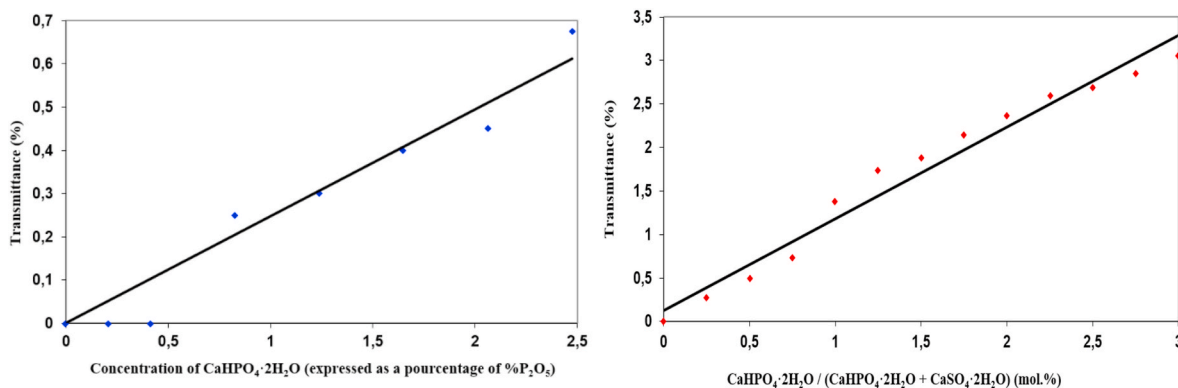 0,7
0,6
0,5
0,4
0,3
0,2
0,1
0
Transmittance (%)
0 0,5 1 1,5 2 2,5
Concentration of CaHPO₄·2H₂O (expressed as a pourcentage of %P₂O₅)
3,5
3
2,5
2
1,5
1
0,5
0
Transmittance (%)
0 0,5 1 1,5 2 2,5 3
CaHPO₄·2H₂O / (CaHPO₄·2H₂O + CaSO₄·2H₂O) (mol.%)